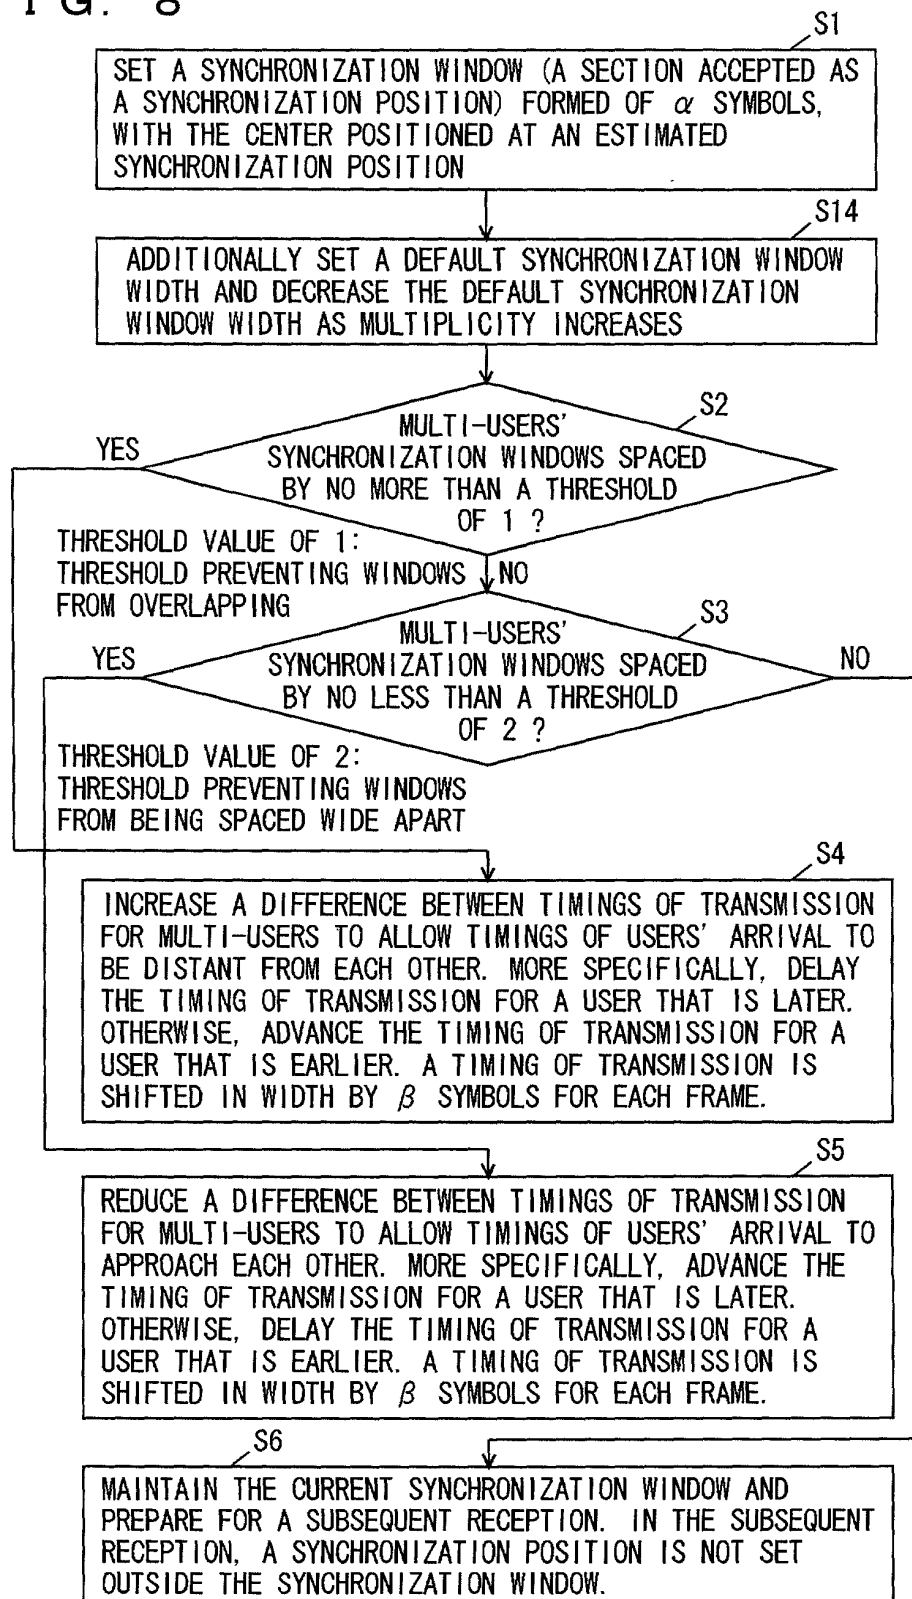 FIG. 8
S1
SET A SYNCHRONIZATION WINDOW (A SECTION ACCEPTED AS
A SYNCHRONIZATION POSITION) FORMED OF α SYMBOLS,
WITH THE CENTER POSITIONED AT AN ESTIMATED
SYNCHRONIZATION POSITION
S14
ADDITIONALLY SET A DEFAULT SYNCHRONIZATION WINDOW
WIDTH AND DECREASE THE DEFAULT SYNCHRONIZATION
WINDOW WIDTH AS MULTIPLICITY INCREASES
S2
YES
MULTI-USERS'
SYNCHRONIZATION WINDOWS SPACED
BY NO MORE THAN A THRESHOLD
OF 1 ?
THRESHOLD VALUE OF 1:
THRESHOLD PREVENTING WINDOWS
FROM OVERLAPPING
NO
S3
YES
MULTI-USERS'
SYNCHRONIZATION WINDOWS SPACED
BY NO LESS THAN A THRESHOLD
OF 2 ?
NO
THRESHOLD VALUE OF 2:
THRESHOLD PREVENTING WINDOWS
FROM BEING SPACED WIDE APART
S4
INCREASE A DIFFERENCE BETWEEN TIMINGS OF TRANSMISSION
FOR MULTI-USERS TO ALLOW TIMINGS OF USERS' ARRIVAL TO
BE DISTANT FROM EACH OTHER. MORE SPECIFICALLY, DELAY
THE TIMING OF TRANSMISSION FOR A USER THAT IS LATER.
OTHERWISE, ADVANCE THE TIMING OF TRANSMISSION FOR A
USER THAT IS EARLIER. A TIMING OF TRANSMISSION IS
SHIFTED IN WIDTH BY β SYMBOLS FOR EACH FRAME.
S5
REDUCE A DIFFERENCE BETWEEN TIMINGS OF TRANSMISSION
FOR MULTI-USERS TO ALLOW TIMINGS OF USERS' ARRIVAL TO
APPROACH EACH OTHER. MORE SPECIFICALLY, ADVANCE THE
TIMING OF TRANSMISSION FOR A USER THAT IS LATER.
OTHERWISE, DELAY THE TIMING OF TRANSMISSION FOR A
USER THAT IS EARLIER. A TIMING OF TRANSMISSION IS
SHIFTED IN WIDTH BY β SYMBOLS FOR EACH FRAME.
S6
MAINTAIN THE CURRENT SYNCHRONIZATION WINDOW AND
PREPARE FOR A SUBSEQUENT RECEPTION. IN THE SUBSEQUENT
RECEPTION, A SYNCHRONIZATION POSITION IS NOT SET
OUTSIDE THE SYNCHRONIZATION WINDOW.